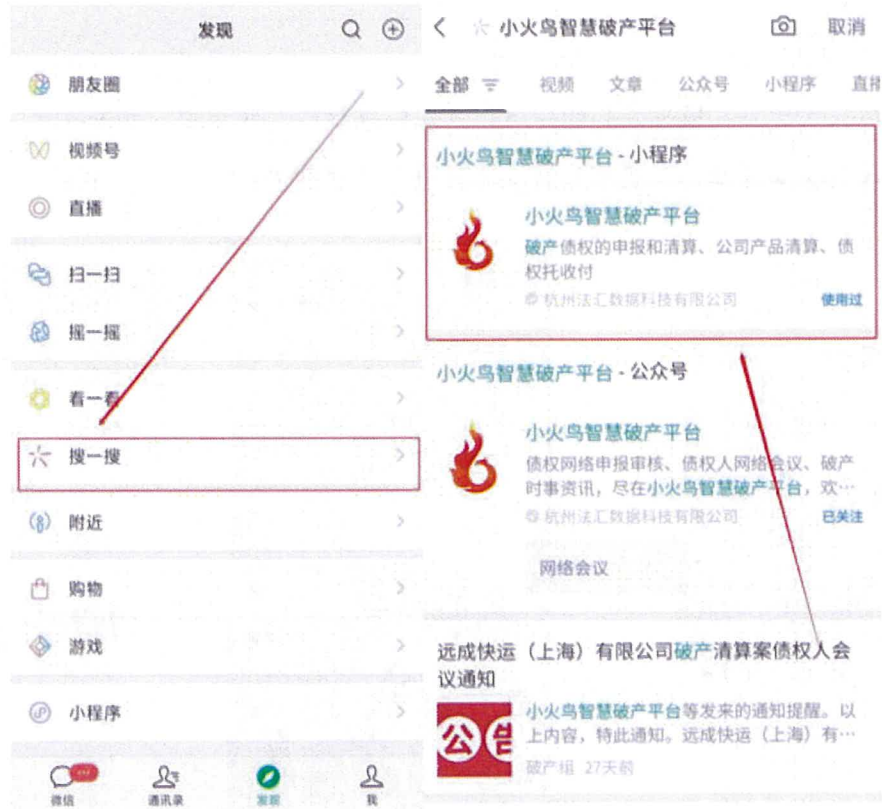 发现
朋友圈
视频号
直播
扫一扫
摇一摇
看一看
搜一搜
附近
购物
游戏
小程序
微信
通讯录
发现
我
小火鸟智慧破产平台
取消
全部
视频
文章
公众号
小程序
直播
小火鸟智慧破产平台 - 小程序
小火鸟智慧破产平台
破产债权的申报和清算、公司产品清算、债
权托收付
杭州法汇数据科技有限公司
使用过
小火鸟智慧破产平台 - 公众号
小火鸟智慧破产平台
债权网络申报审核、债权人网络会议、破产
时事资讯，尽在小火鸟智慧破产平台，欢…
杭州法汇数据科技有限公司
已关注
网络会议
远成快运（上海）有限公司破产清算案债权人会
议通知
公告
小火鸟智慧破产平台等发来的通知提醒。以
上内容，特此通知。远成快运（上海）有…
破产组 27天前